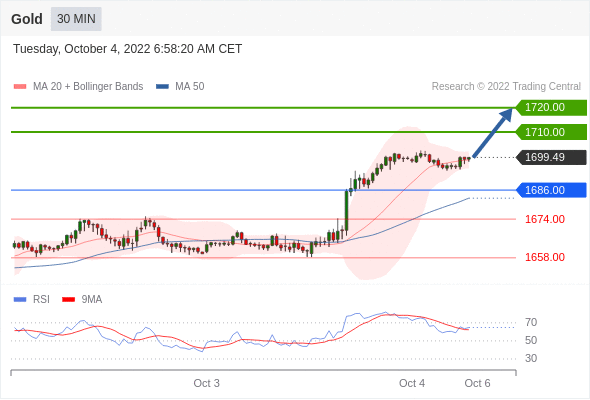 Gold 30 MIN
Tuesday, October 4, 2022 6:58:20 AM CET
MA 20 + Bollinger Bands MA 50 Research © 2022 Trading Central
1720.00
1710.00
1699.49
1686.00
1674.00
1658.00
RSI 9MA
70
50
30
Oct 3 Oct 4 Oct 6